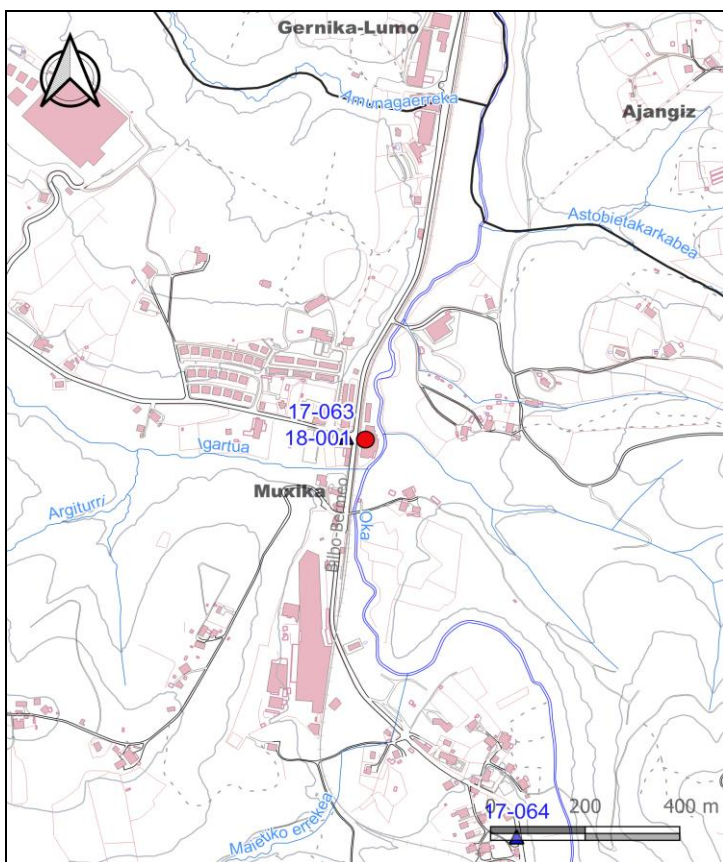 Gernika-Lumo
Amunagaerreka
Ajangiz
Astobietakarkabea
17-063
18-001
Igartua
Muxika
Argiturri
Bilbo-Bermeo
Oka
17-064
200
400 m
Maietuko errekea